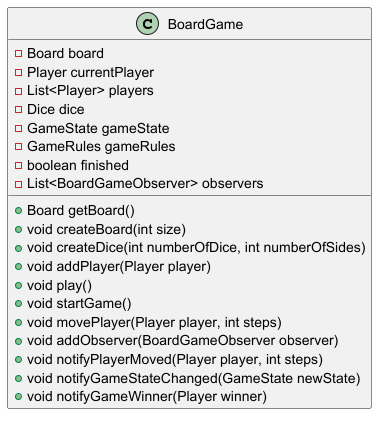 C BoardGame
Board board
Player currentPlayer
List<Player> players
Dice dice
GameState gameState
GameRules gameRules
boolean finished
List<BoardGameObserver> observers
Board getBoard()
void createBoard(int size)
void createDice(int numberOfDice, int numberOfSides)
void addPlayer(Player player)
void play()
void startGame()
void movePlayer(Player player, int steps)
void addObserver(BoardGameObserver observer)
void notifyPlayerMoved(Player player, int steps)
void notifyGameStateChanged(GameState newState)
void notifyGameWinner(Player winner)